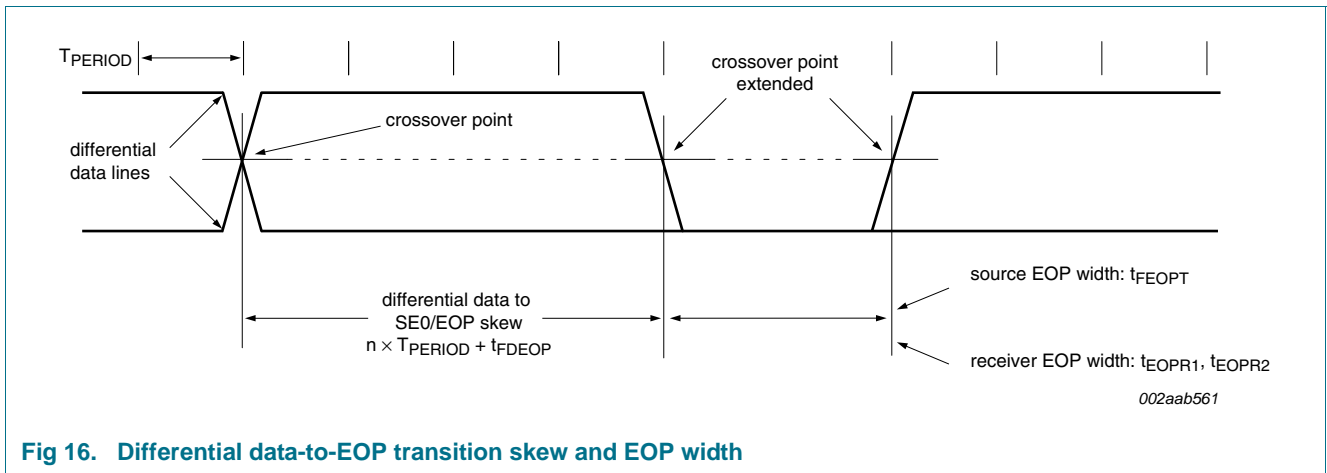 TPERIOD
crossover point
extended
crossover point
differential
data lines
source EOP width: tFEOPT
differential data to
SE0/EOP skew
n × TPERIOD + tFDEOP
receiver EOP width: tEOPR1, tEOPR2
002aab561
Fig 16. Differential data-to-EOP transition skew and EOP width